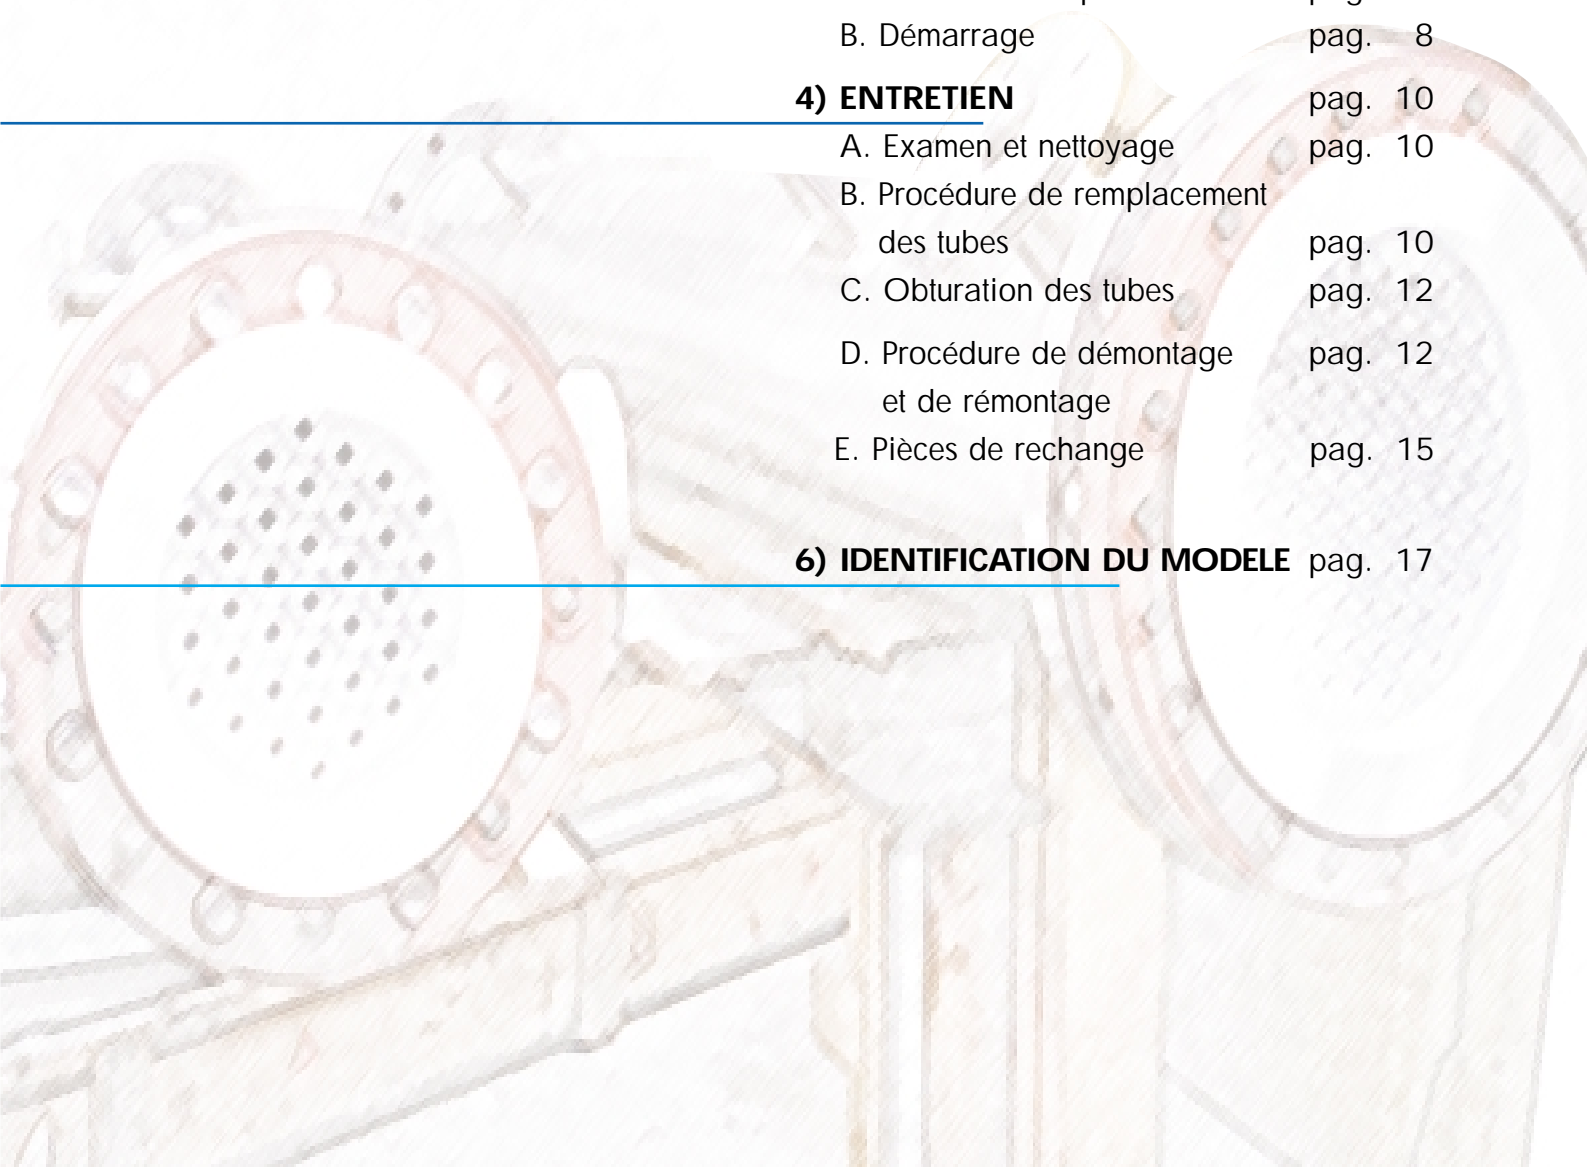 B. Démarrage pag. 8
4) ENTRETIEN pag. 10
A. Examen et nettoyage pag. 10
B. Procédure de remplacement
des tubes pag. 10
C. Obturation des tubes pag. 12
D. Procédure de démontage pag. 12
et de rémontage
E. Pièces de rechange pag. 15
6) IDENTIFICATION DU MODELE pag. 17